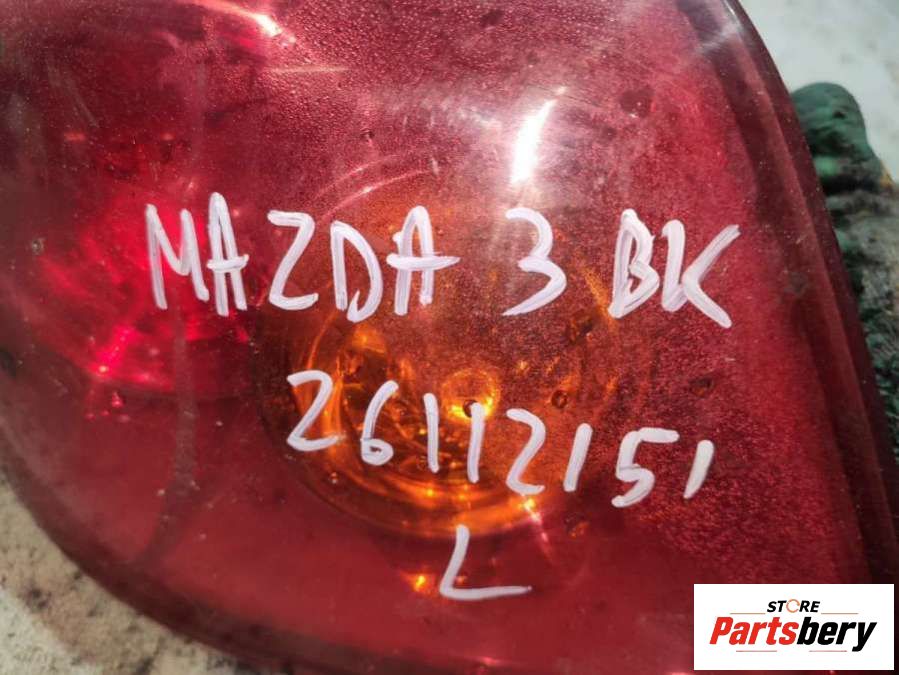 MAZDA 3 BK
26112151
L
STORE
Partsbery